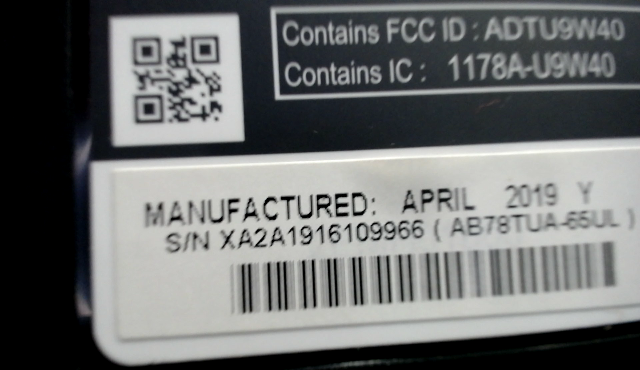 Contains FCC ID : ADTU9W40
Contains IC : 1178A-U9W40
MANUFACTURED: APRIL 2019 Y
S/N XA2A1916109966 ( AB78TUA-65UL )